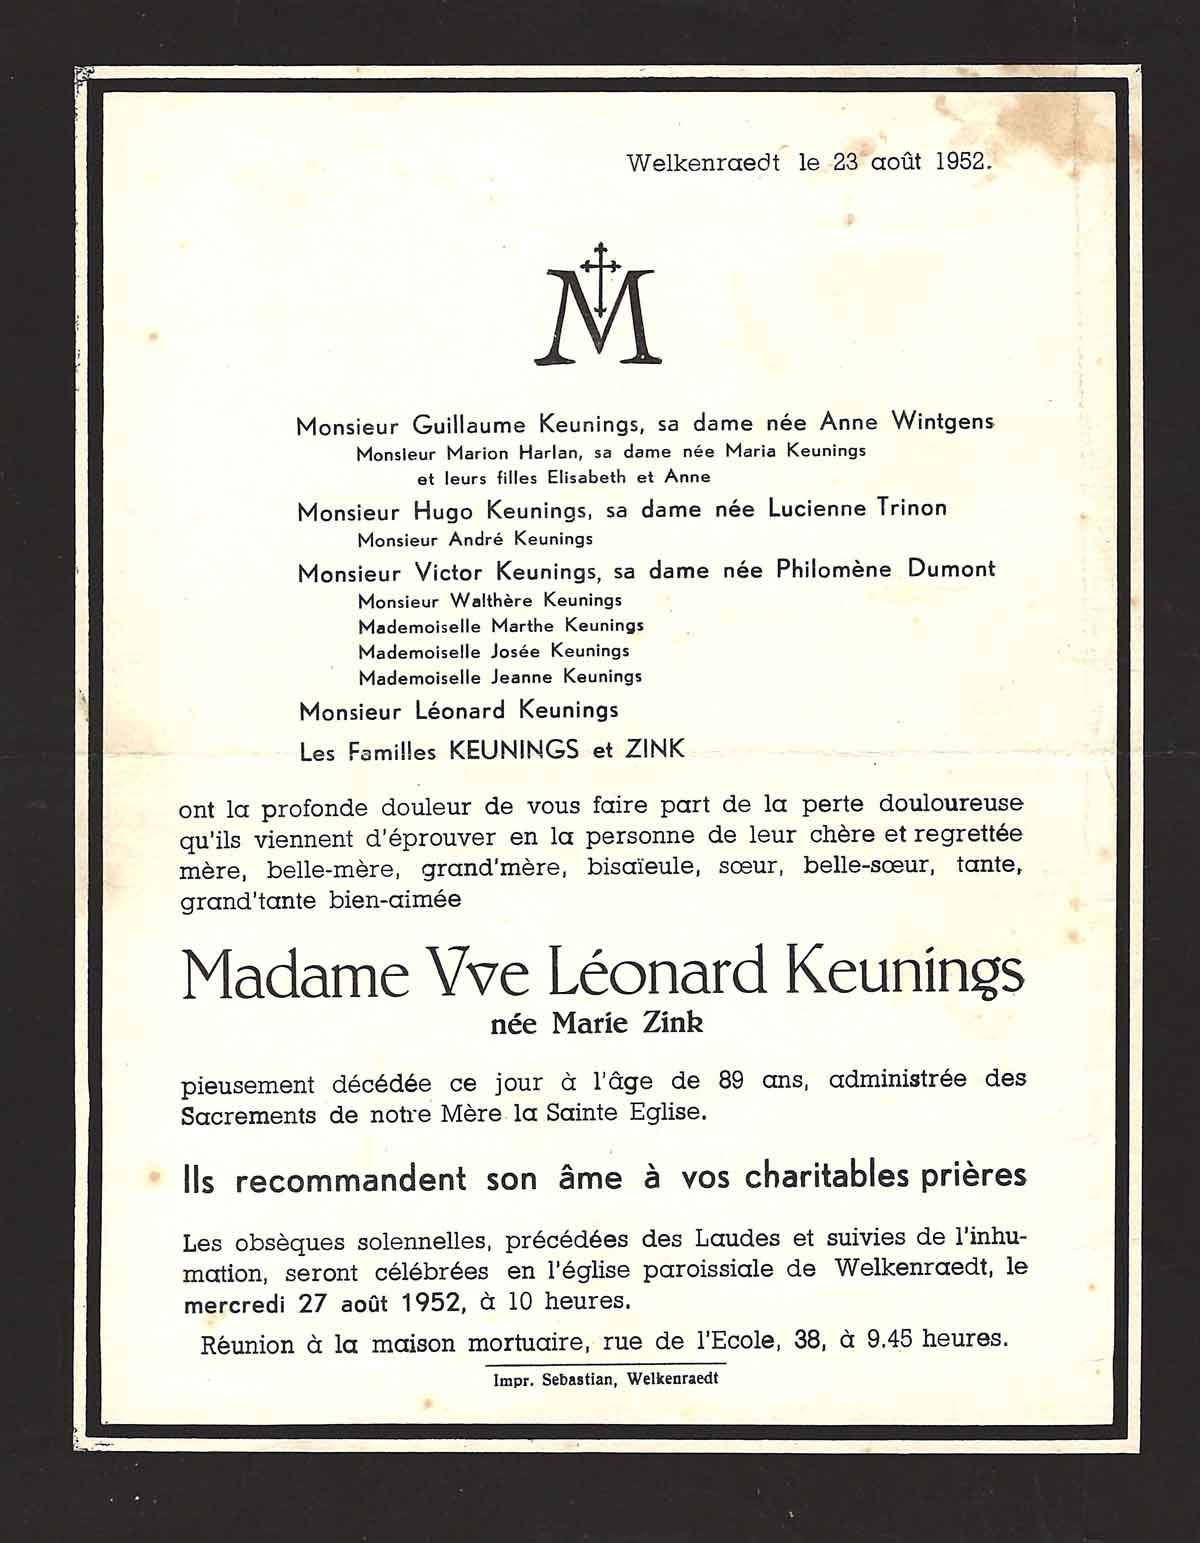 Welkenraedt le 23 août 1952.
M
Monsieur Guillaume Keunings, sa dame née Anne Wintgens
Monsieur Marion Harlan, sa dame née Maria Keunings
et leurs filles Elisabeth et Anne
Monsieur Hugo Keunings, sa dame née Lucienne Trinon
Monsieur André Keunings
Monsieur Victor Keunings, sa dame née Philomène Dumont
Monsieur Walthère Keunings
Mademoiselle Marthe Keunings
Mademoiselle Josée Keunings
Mademoiselle Jeanne Keunings
Monsieur Léonard Keunings
Les Familles KEUNINGS et ZINK
ont la profonde douleur de vous faire part de la perte douloureuse
qu'ils viennent d'éprouver en la personne de leur chère et regrettée
mère, belle-mère, grand'mère, bisaïeule, sœur, belle-sœur, tante,
grand'tante bien-aimée
Madame Vve Léonard Keunings
née Marie Zink
pieusement décédée ce jour à l'âge de 89 ans, administrée des
Sacrements de notre Mère la Sainte Eglise.
Ils recommandent son âme à vos charitables prières
Les obsèques solennelles, précédées des Laudes et suivies de l'inhu-
mation, seront célébrées en l'église paroissiale de Welkenraedt, le
mercredi 27 août 1952, à 10 heures.
Réunion à la maison mortuaire, rue de l'Ecole, 38, à 9.45 heures.
Impr. Sebastian, Welkenraedt